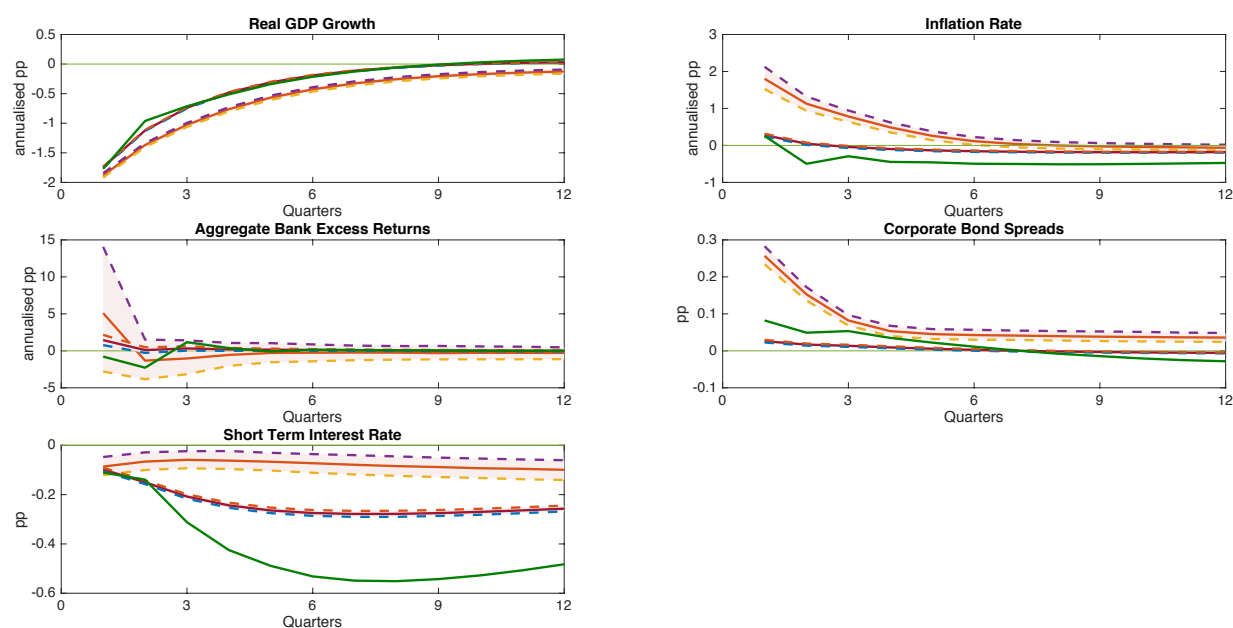 Real GDP Growth
annualised pp
0.5
0
-0.5
-1
-1.5
-2
0 3 6 9 12
Quarters
Inflation Rate
annualised pp
3
2
1
0
-1
0 3 6 9 12
Quarters
Aggregate Bank Excess Returns
annualised pp
15
10
5
0
-5
0 3 6 9 12
Quarters
Corporate Bond Spreads
pp
0.3
0.2
0.1
0
-0.1
0 3 6 9 12
Quarters
Short Term Interest Rate
pp
0
-0.2
-0.4
-0.6
0 3 6 9 12
Quarters